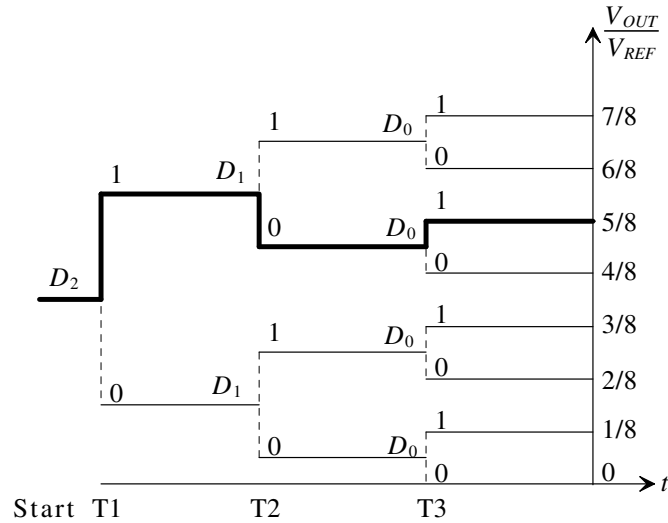 V_OUT
V_REF
1 7/8
1 D_0
0 6/8
1 D_1
1 5/8
0 D_0
0 4/8
D_2
1 3/8
1 D_0
0 2/8
0 D_1
1 1/8
0 D_0
0 0
t
Start T1 T2 T3